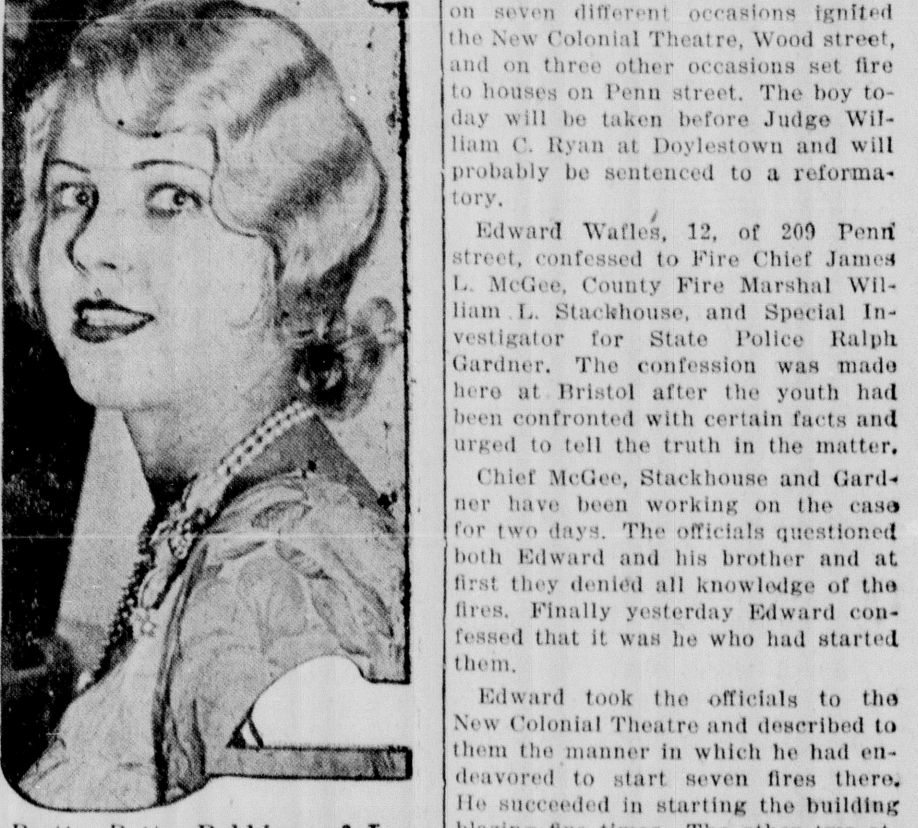 on seven different occasions ignited
the New Colonial Theatre, Wood street,
and on three other occasions set fire
to houses on Penn street. The boy to-
day will be taken before Judge Wil-
liam C. Ryan at Doylestown and will
probably be sentenced to a reforma-
tory.
Edward Wafles, 12, of 209 Penn
street, confessed to Fire Chief James
L. McGee, County Fire Marshal Wil-
liam L. Stackhouse, and Special In-
vestigator for State Police Ralph
Gardner. The confession was made
here at Bristol after the youth had
been confronted with certain facts and
urged to tell the truth in the matter.
Chief McGee, Stackhouse and Gard-
ner have been working on the case
for two days. The officials questioned
both Edward and his brother and at
first they denied all knowledge of the
fires. Finally yesterday Edward con-
fessed that it was he who had started
them.
Edward took the officials to the
New Colonial Theatre and described to
them the manner in which he had en-
deavored to start seven fires there.
He succeeded in starting the building